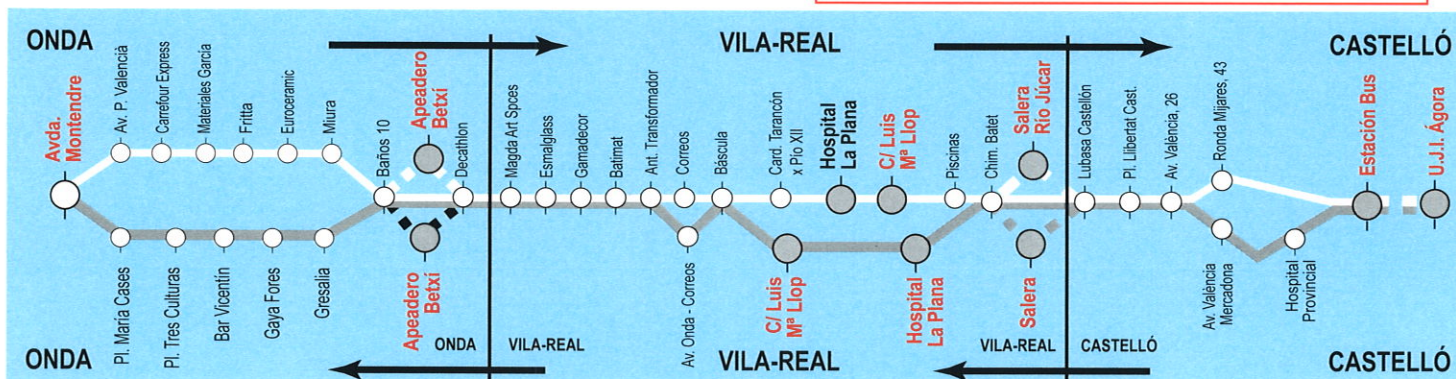 ONDA
VILA-REAL
CASTELLÓ
Avda.
Montendre
Av. P. Valencià
Carrefour Express
Materiales García
Fritta
Euroceramic
Miura
Baños 10
Apeadero
Betxí
Decathlon
Magda Art Spces
Esmalglass
Gamadecor
Batimat
Ant. Transformador
Correos
Báscula
Card. Tarancón
x Pío XII
Hospital
La Plana
C/ Luis
Mª Llop
Piscinas
Chim. Batet
Salera
Río Júcar
Lubasa Castellón
Pl. Llibertat Cast.
Av. València, 26
Ronda Mijares, 43
Estación Bus
U.J.I. Ágora
Pl. María Cases
Pl. Tres Culturas
Bar Vicentín
Gaya Fores
Gresalia
Apeadero
Betxí
Av. Onda - Correos
C/ Luis
Mª Llop
Hospital
La Plana
Salera
Av. València
Mercadona
Hospital
Provincial
ONDA
VILA-REAL
VILA-REAL
CASTELLÓ
ONDA
VILA-REAL
CASTELLÓ